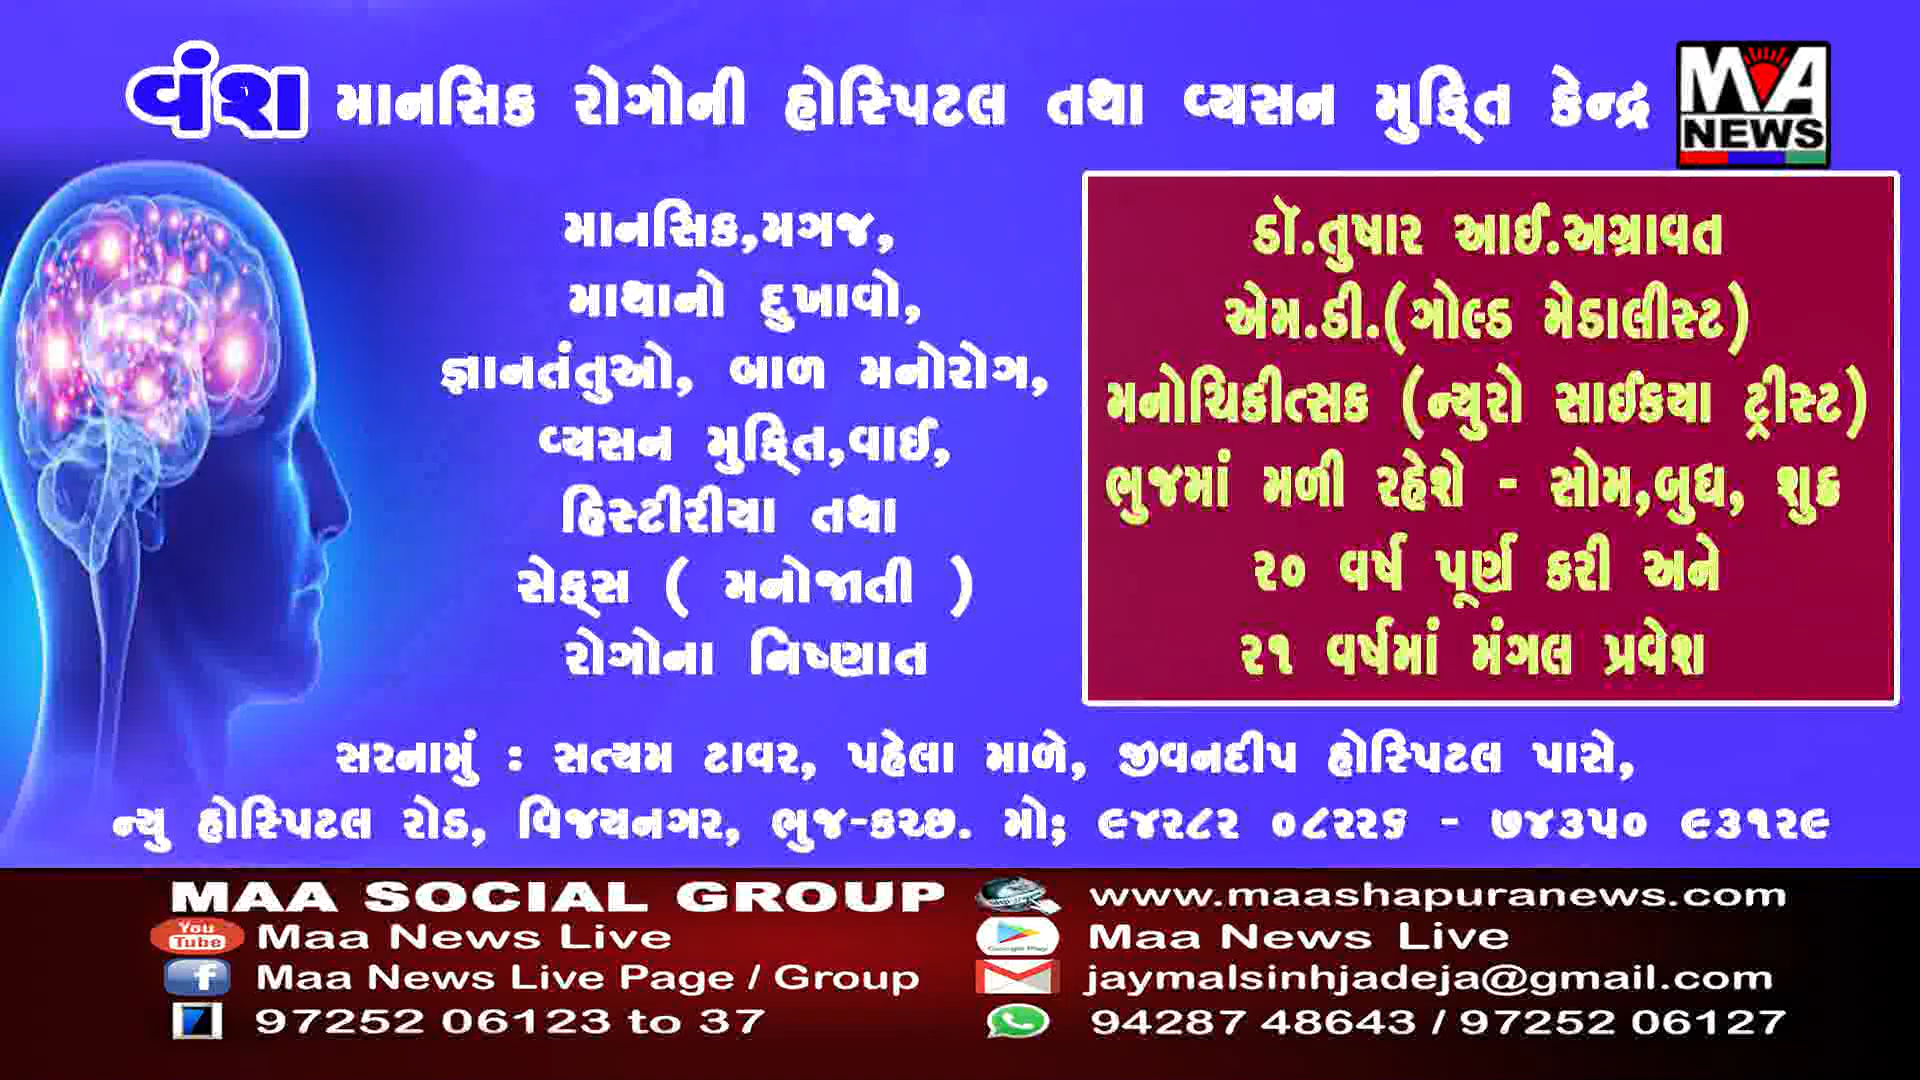 વંશ માનસિક રોગોની હોસ્પિટલ તથા વ્યસન મુક્તિ કેન્દ્ર
MAA NEWS
માનસિક,મગજ,
માથાનો દુખાવો,
જ્ઞાનતંતુઓ, બાળ મનોરોગ,
વ્યસન મુક્તિ,વાઈ,
હિસ્ટીરીયા તથા
સેક્સ ( મનોજાતી )
રોગોના નિષ્ણાત
ડૉ.તુષાર આઈ.અગ્રાવત
એમ.ડી.(ગોલ્ડ મેડાલીસ્ટ)
મનોચિકીત્સક (ન્યુરો સાઈકયા ટ્રીસ્ટ)
ભુજમાં મળી રહેશે - સોમ,બુધ, શુક્ર
૨૦ વર્ષ પૂર્ણ કરી અને
૨૧ વર્ષમાં મંગલ પ્રવેશ
સરનામું : સત્યમ ટાવર, પહેલા માળે, જીવનદીપ હોસ્પિટલ પાસે,
ન્યુ હોસ્પિટલ રોડ, વિજયનગર, ભુજ-કચ્છ. મો; ૯૪૨૮૨ ૦૮૨૨૬ - ૭૪૩૫૦ ૯૩૧૨૯
MAA SOCIAL GROUP
You Tube Maa News Live
f Maa News Live Page / Group
97252 06123 to 37
www.maashapuranews.com
Google Play Maa News Live
jaymalsinhjadeja@gmail.com
94287 48643 / 97252 06127